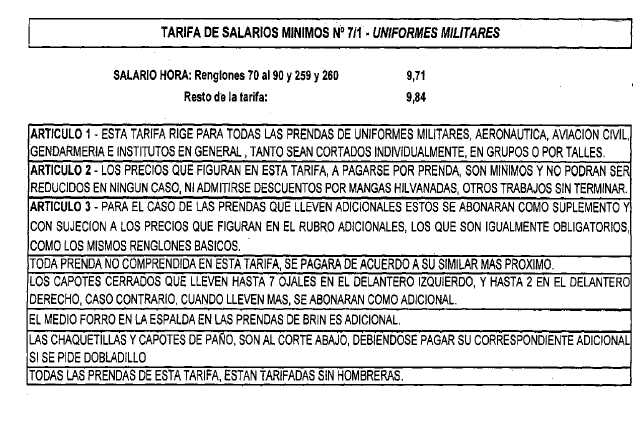 TARIFA DE SALARIOS MINIMOS Nº 7/1 - UNIFORMES MILITARES
SALARIO HORA: Renglones 70 al 90 y 259 y 260 9,71
Resto de la tarifa: 9,84
ARTICULO 1 - ESTA TARIFA RIGE PARA TODAS LAS PRENDAS DE UNIFORMES MILITARES, AERONAUTICA, AVIACIÓN CIVIL,
GENDARMERIA E INSTITUTOS EN GENERAL , TANTO SEAN CORTADOS INDIVIDUALMENTE, EN GRUPOS O POR TALLES.
ARTICULO 2 - LOS PRECIOS QUE FIGURAN EN ESTA TARIFA, A PAGARSE POR PRENDA, SON MINIMOS Y NO PODRAN SER
REDUCIDOS EN NINGUN CASO, NI ADMITIRSE DESCUENTOS POR MANGAS HILVANADAS, OTROS TRABAJOS SIN TERMINAR.
ARTICULO 3 - PARA EL CASO DE LAS PRENDAS QUE LLEVEN ADICIONALES ESTOS SE ABONARAN COMO SUPLEMENTO Y
CON SUJECION A LOS PRECIOS QUE FIGURAN EN EL RUBRO ADICIONALES, LOS QUE SON IGUALMENTE OBLIGATORIOS,
COMO LOS MISMOS RENGLONES BASICOS.
TODA PRENDA NO COMPRENDIDA EN ESTA TARIFA, SE PAGARA DE ACUERDO A SU SIMILAR MAS PROXIMO.
LOS CAPOTES CERRADOS QUE LLEVEN HASTA 7 OJALES EN EL DELANTERO IZQUIERDO, Y HASTA 2 EN EL DELANTERO
DERECHO, CASO CONTRARIO, CUANDO LLEVEN MAS, SE ABONARAN COMO ADICIONAL.
EL MEDIO FORRO EN LA ESPALDA EN LAS PRENDAS DE BRIN ES ADICIONAL.
LAS CHAQUETILLAS Y CAPOTES DE PAÑO, SON AL CORTE ABAJO, DEBIENDOSE PAGAR SU CORRESPONDIENTE ADICIONAL
SI SE PIDE DOBLADILLO
TODAS LAS PRENDAS DE ESTA TARIFA, ESTAN TARIFADAS SIN HOMBRERAS.